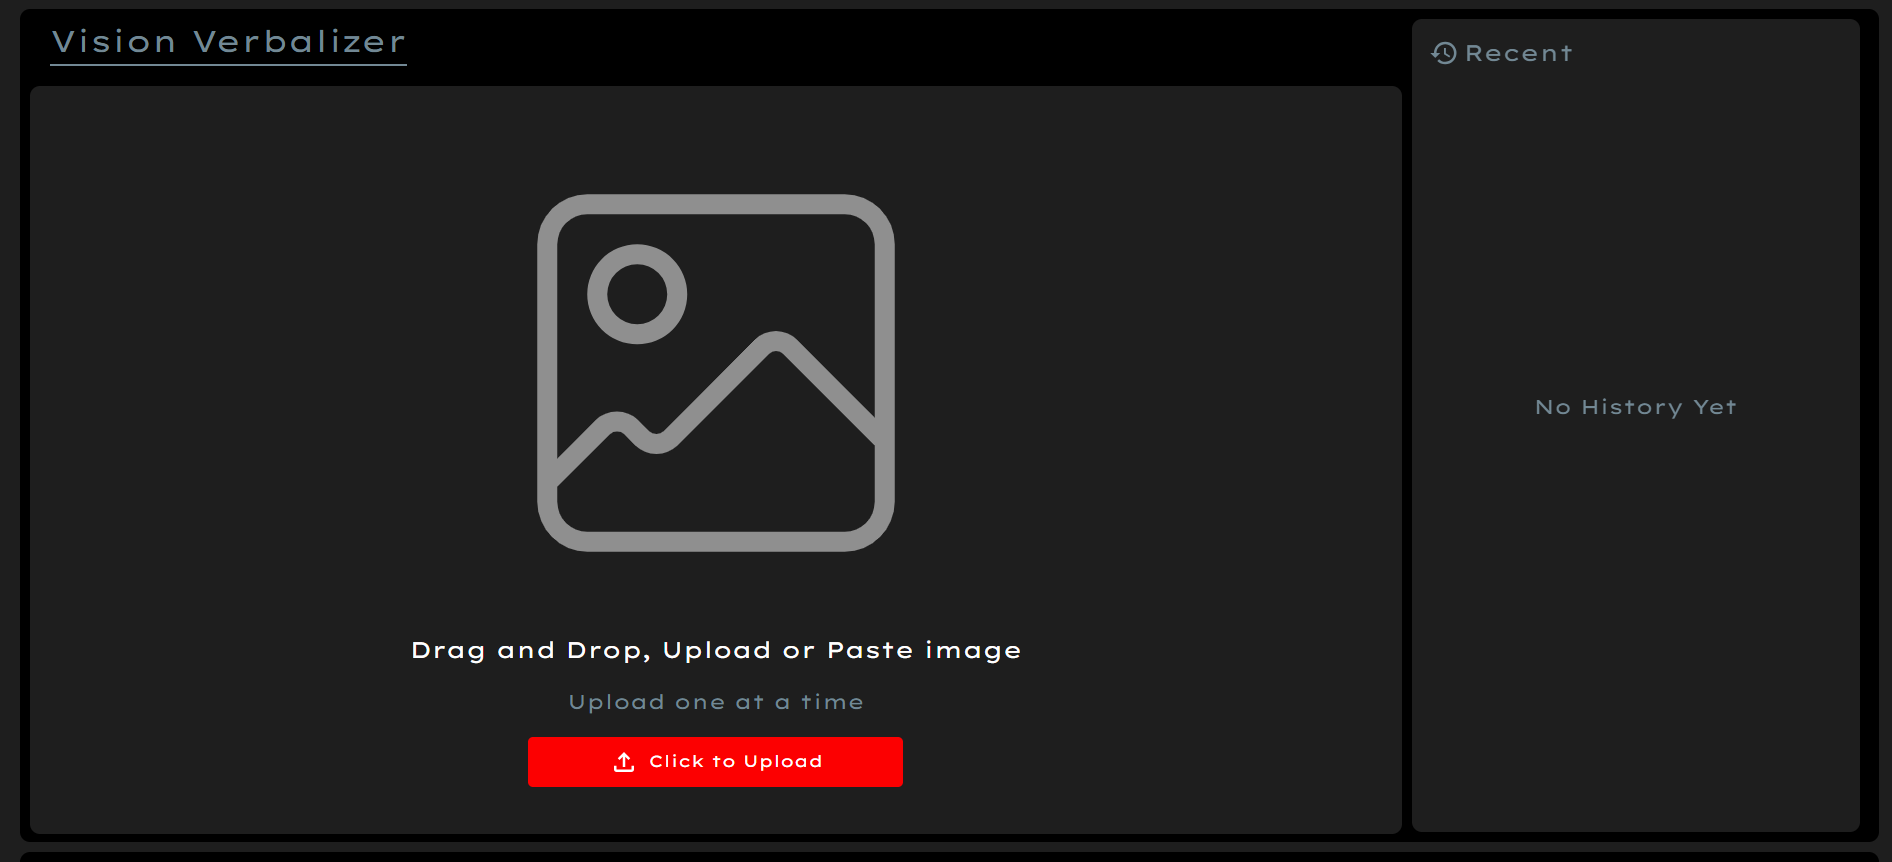 Vision Verbalizer
Recent
No History Yet
Drag and Drop, Upload or Paste image
Upload one at a time
Click to Upload